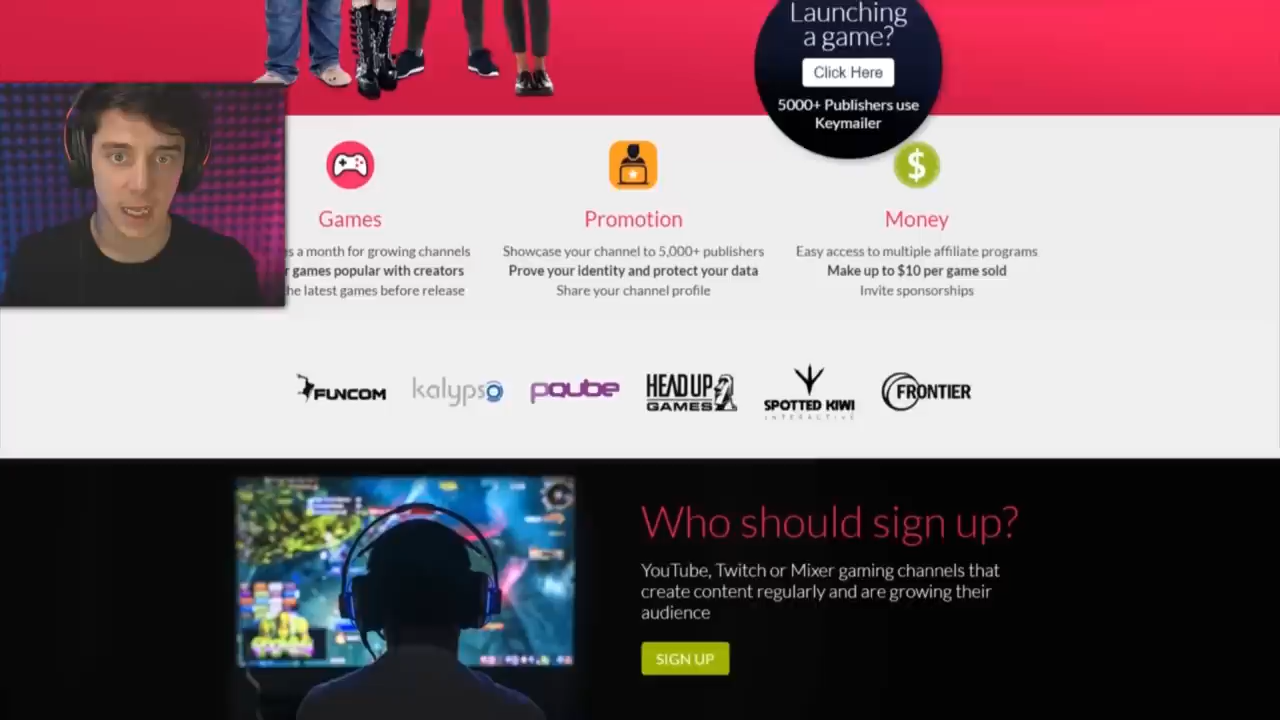 Launching
a game?
Click Here
5000+ Publishers use
Keymailer
Games
Promotion
Money
a month for growing channels
games popular with creators
the latest games before release
Showcase your channel to 5,000+ publishers
Prove your identity and protect your data
Share your channel profile
Easy access to multiple affiliate programs
Make up to $10 per game sold
Invite sponsorships
FUNCOM
kalypso
PQube
HEADUP
GAMES
SPOTTED KIWI
INTERACTIVE
FRONTIER
Who should sign up?
YouTube, Twitch or Mixer gaming channels that
create content regularly and are growing their
audience
SIGN UP